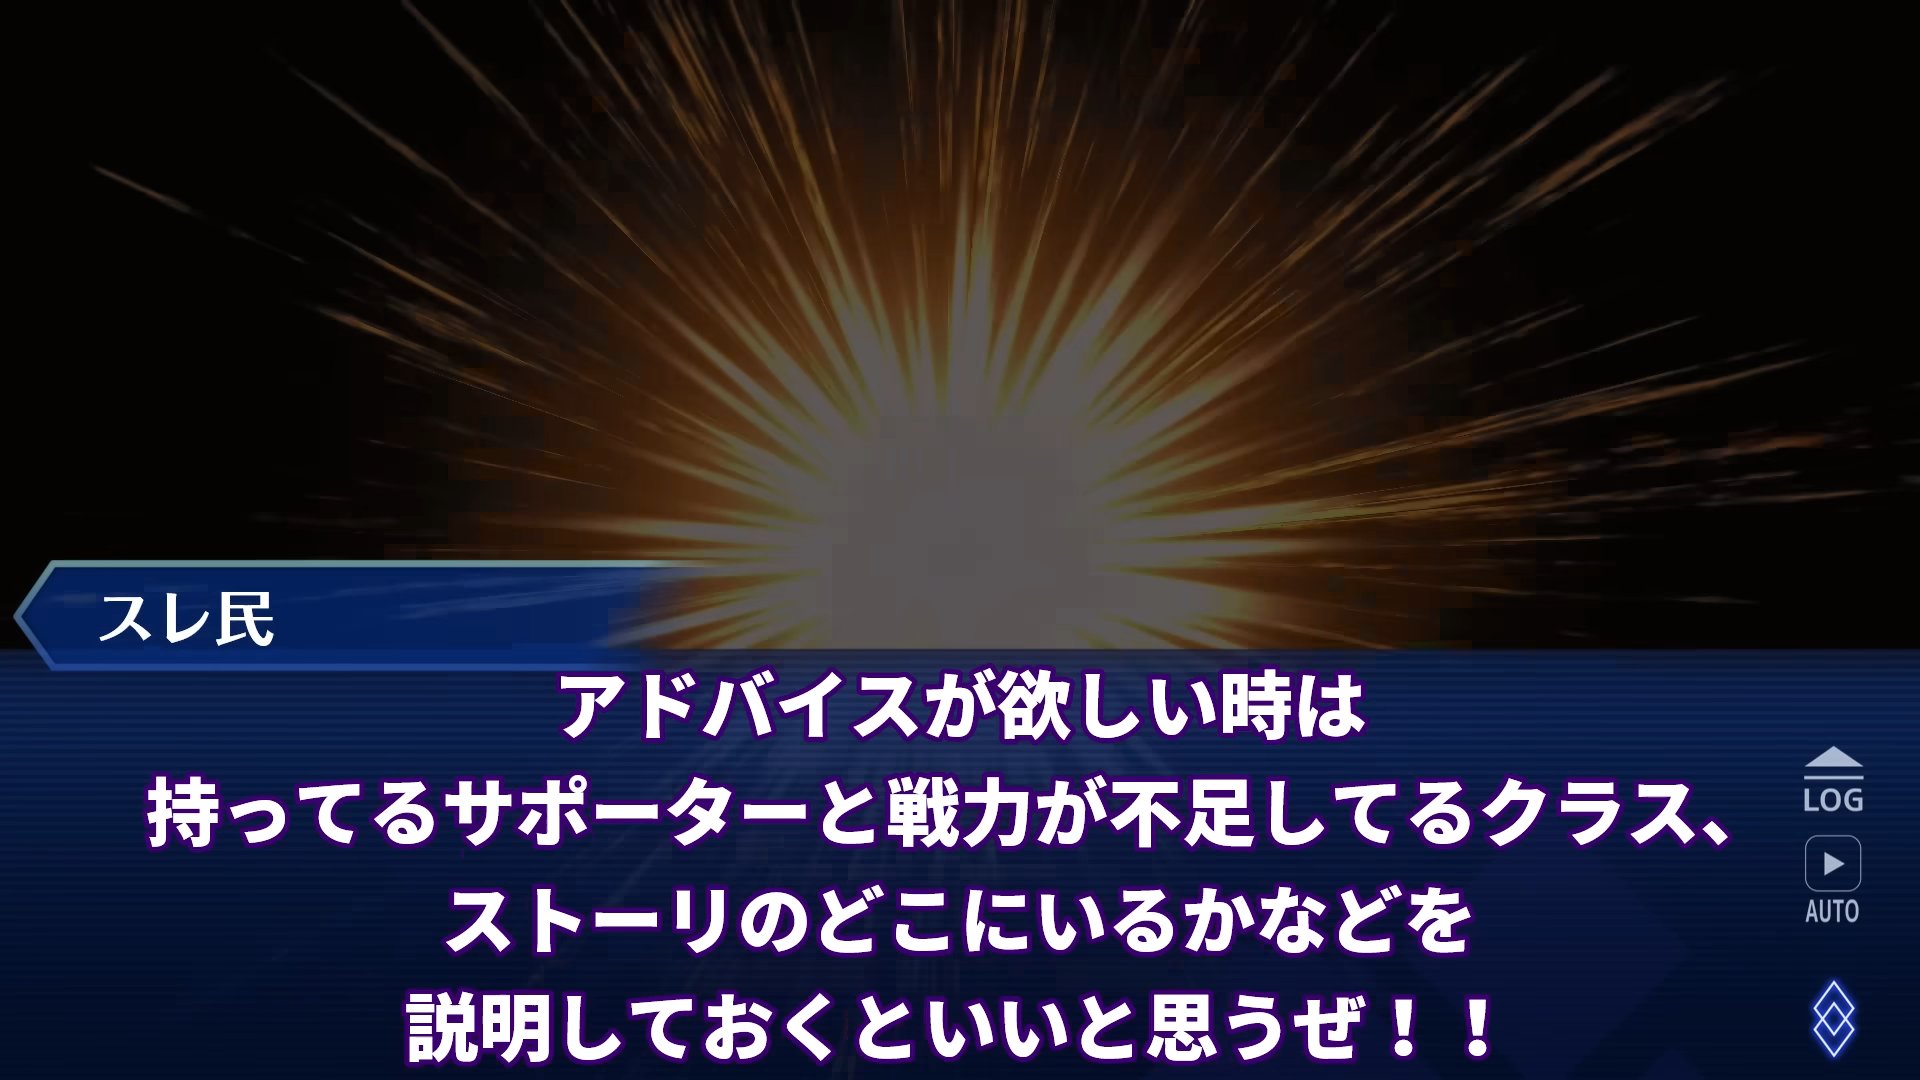 スレ民
アドバイスが欲しい時は
持ってるサポーターと戦力が不足してるクラス、
ストーリのどこにいるかなどを
説明しておくといいと思うぜ！！
LOG
AUTO